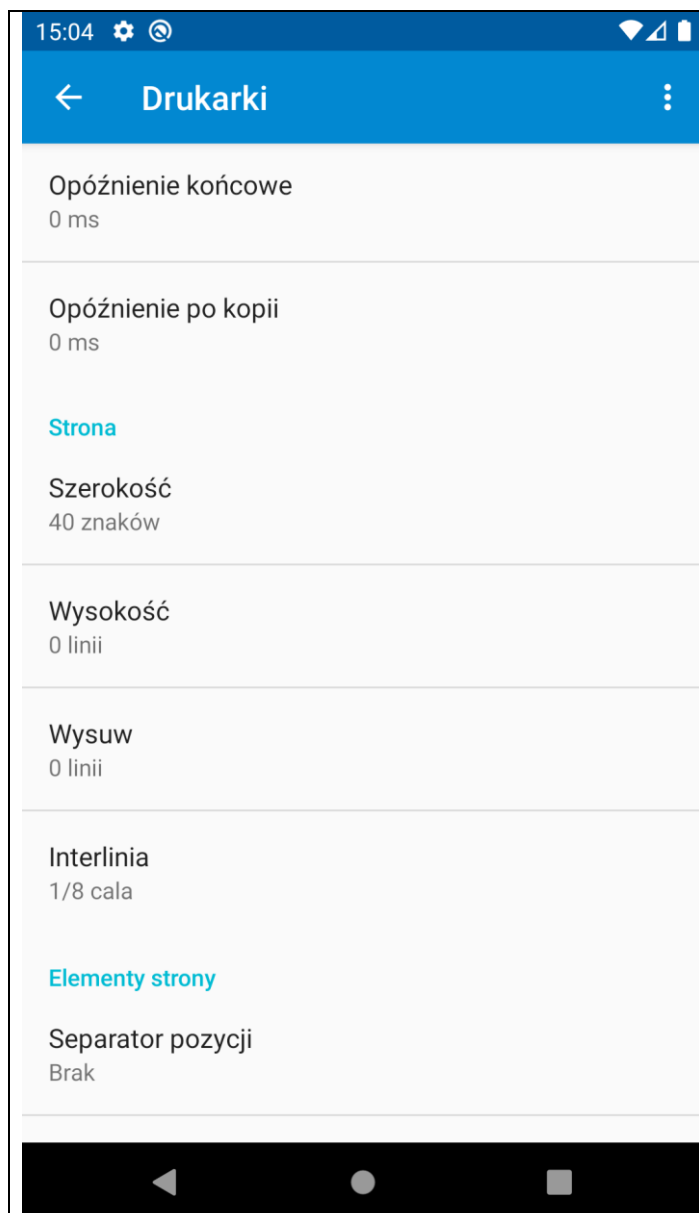 15:04
Drukarki
Opóźnienie końcowe
0 ms
Opóźnienie po kopii
0 ms
Strona
Szerokość
40 znaków
Wysokość
0 linii
Wysuw
0 linii
Interlinia
1/8 cala
Elementy strony
Separator pozycji
Brak